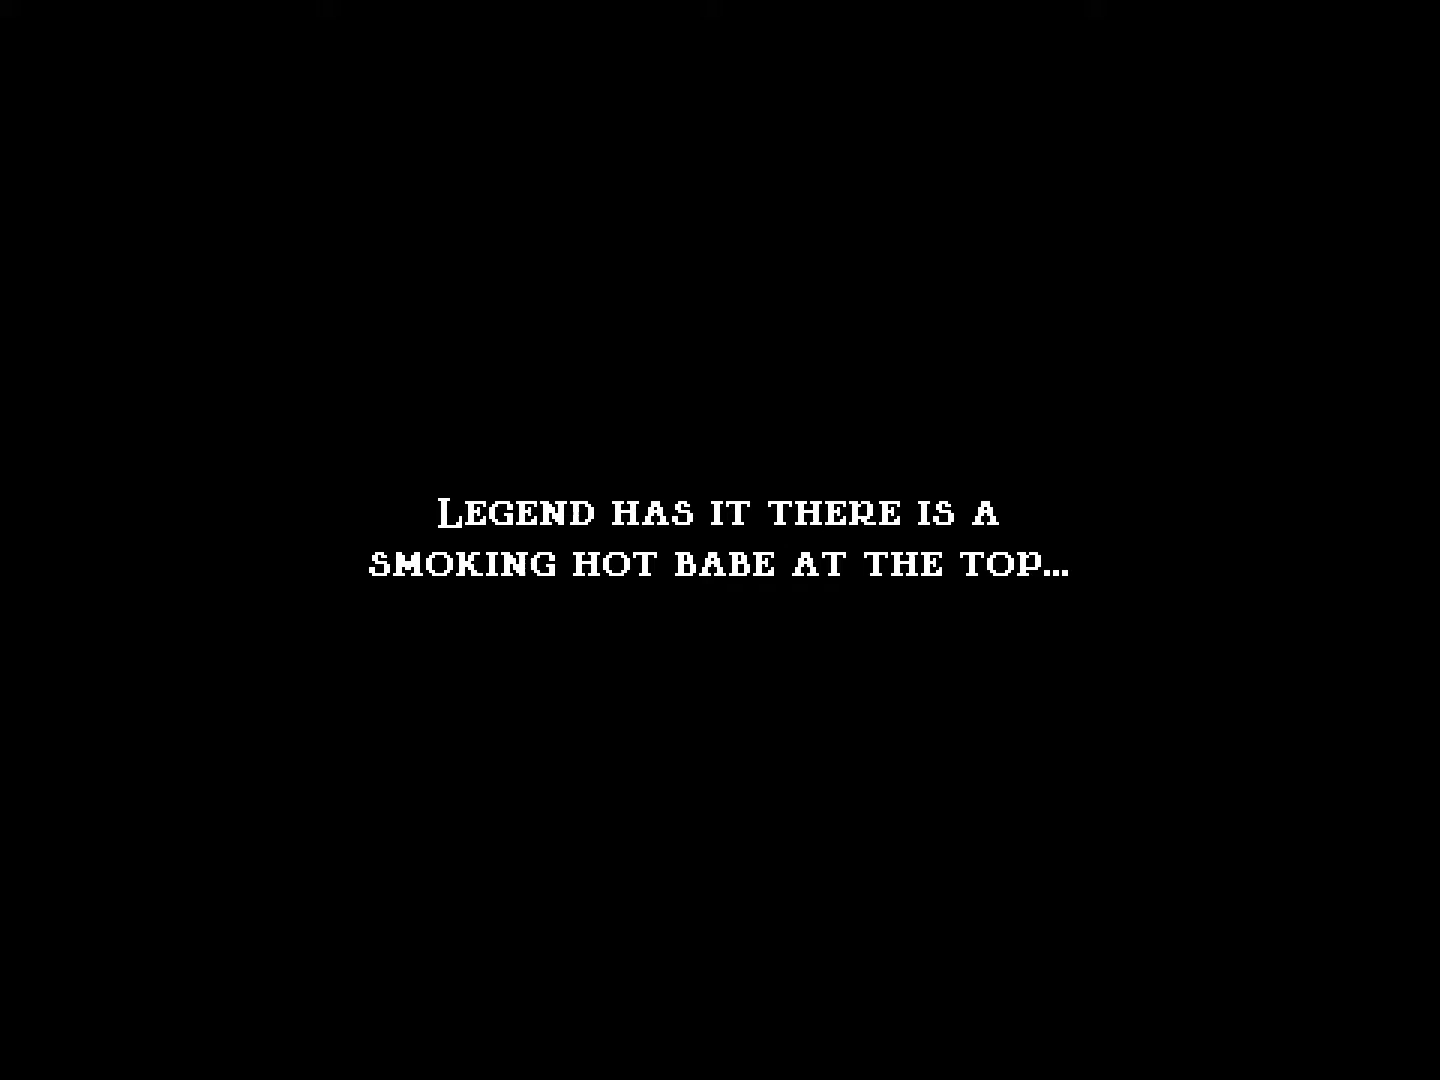 Legend has it there is a
smoking hot babe at the top...